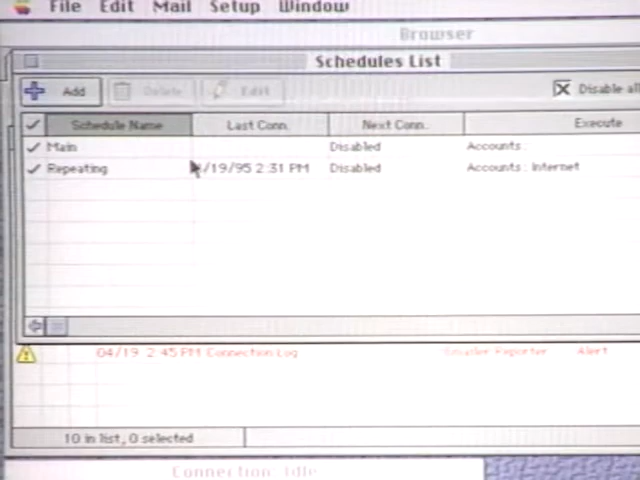 File Edit Mail Setup Window
Browser
Schedules List
Add Delete Edit Disable all
Schedule Name Last Conn. Next Conn. Execute
Main Disabled Accounts :
Repeating /19/95 2:31 PM Disabled Accounts : Internet
04/19 2:45 PM Connection Log Emailer Reporter Alert
10 in list, 0 selected
Connection: Idle